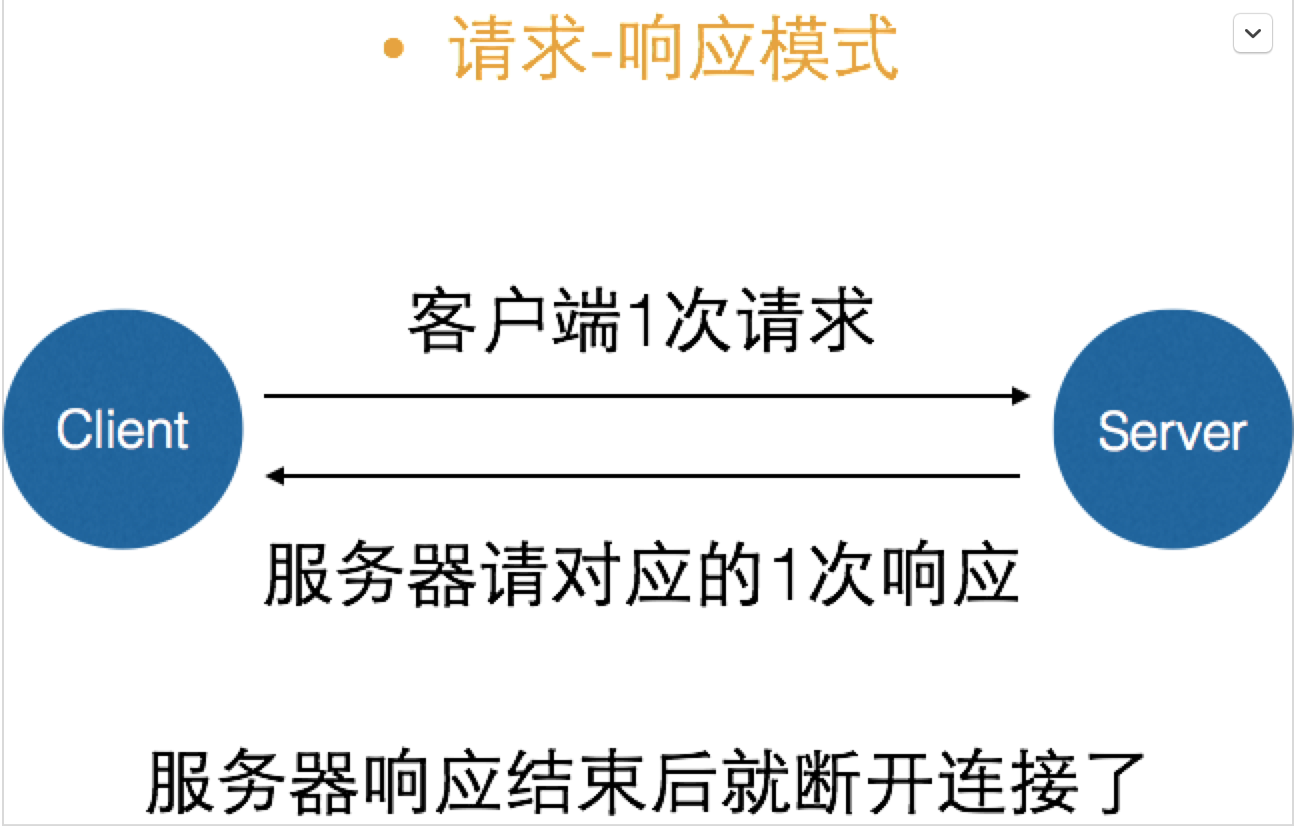 • 请求-响应模式
客户端1次请求
Client
Server
服务器请对应的1次响应
服务器响应结束后就断开连接了